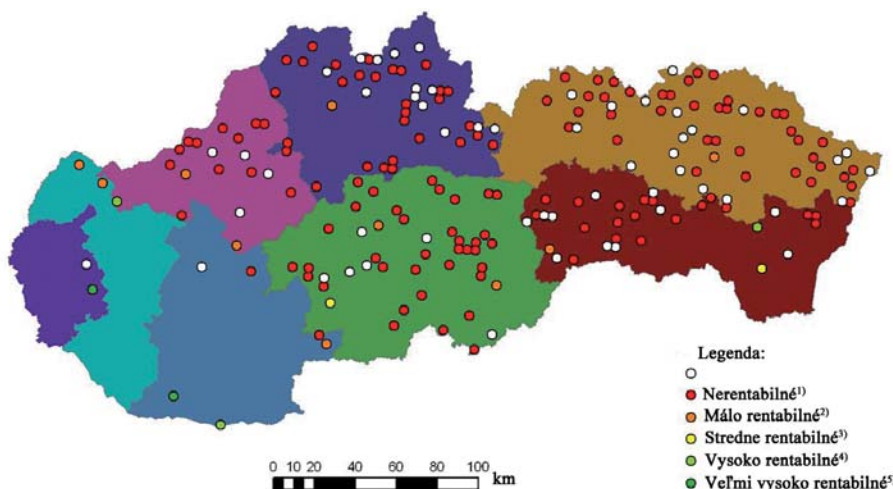 Legenda:
Nerentabilné1)
Málo rentabilné2)
Stredne rentabilné3)
Vysoko rentabilné4)
Veľmi vysoko rentabilné5)
0 10 20 40 60 80 100
km